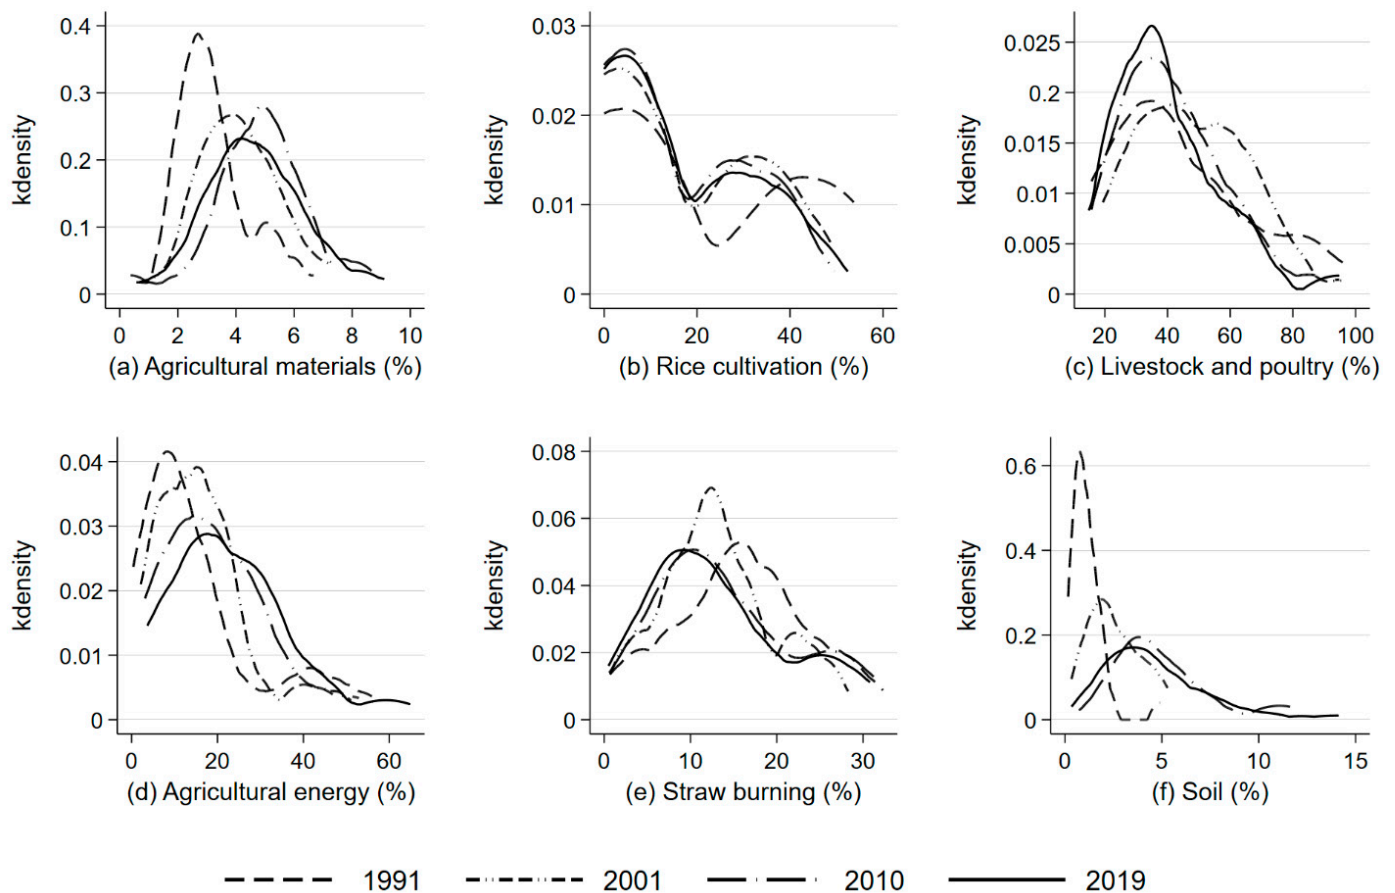 0.4
0.3
0.2
0.1
0
kdensity
0 2 4 6 8 10
(a) Agricultural materials (%)
0.03
0.02
0.01
0
kdensity
0 20 40 60
(b) Rice cultivation (%)
0.025
0.2
0.015
0.01
0.005
0
kdensity
20 40 60 80 100
(c) Livestock and poultry (%)
0.04
0.03
0.02
0.01
0
kdensity
0 20 40 60
(d) Agricultural energy (%)
0.08
0.06
0.04
0.02
0
kdensity
0 10 20 30
(e) Straw burning (%)
0.6
0.4
0.2
0
kdensity
0 5 10 15
(f) Soil (%)
1991 2001 2010 2019